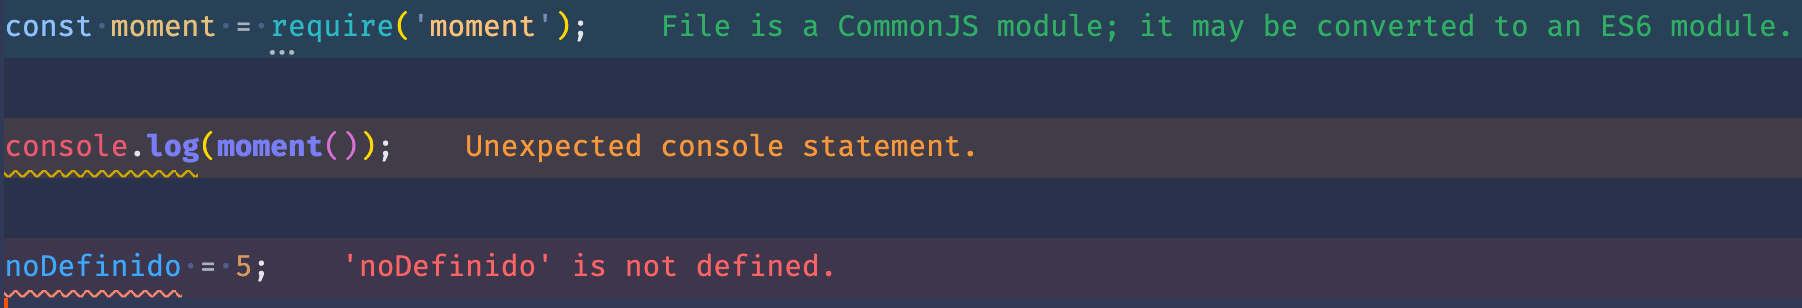 const moment = require('moment'); File is a CommonJS module; it may be converted to an ES6 module.
console.log(moment()); Unexpected console statement.
noDefinido = 5; 'noDefinido' is not defined.